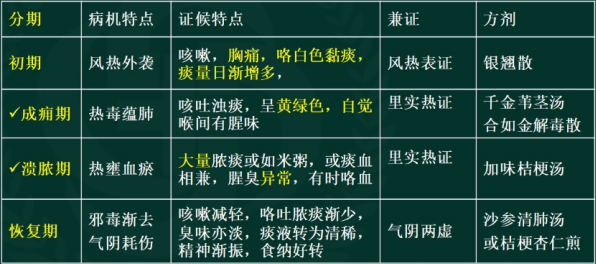 分期 病机特点 证候特点 兼证 方剂
初期 风热外袭 咳嗽，胸痛，咯白色黏痰，痰量日渐增多， 风热表证 银翘散
✓成痈期 热毒蕴肺 咳吐浊痰，呈黄绿色，自觉喉间有腥味 里实热证 千金苇茎汤合如金解毒散
✓溃脓期 热壅血瘀 大量脓痰或如米粥，或痰血相兼，腥臭异常，有时咯血 里实热证 加味桔梗汤
恢复期 邪毒渐去气阴耗伤 咳嗽减轻，咯吐脓痰渐少，臭味亦淡，痰液转为清稀，精神渐振，食纳好转 气阴两虚 沙参清肺汤或桔梗杏仁煎